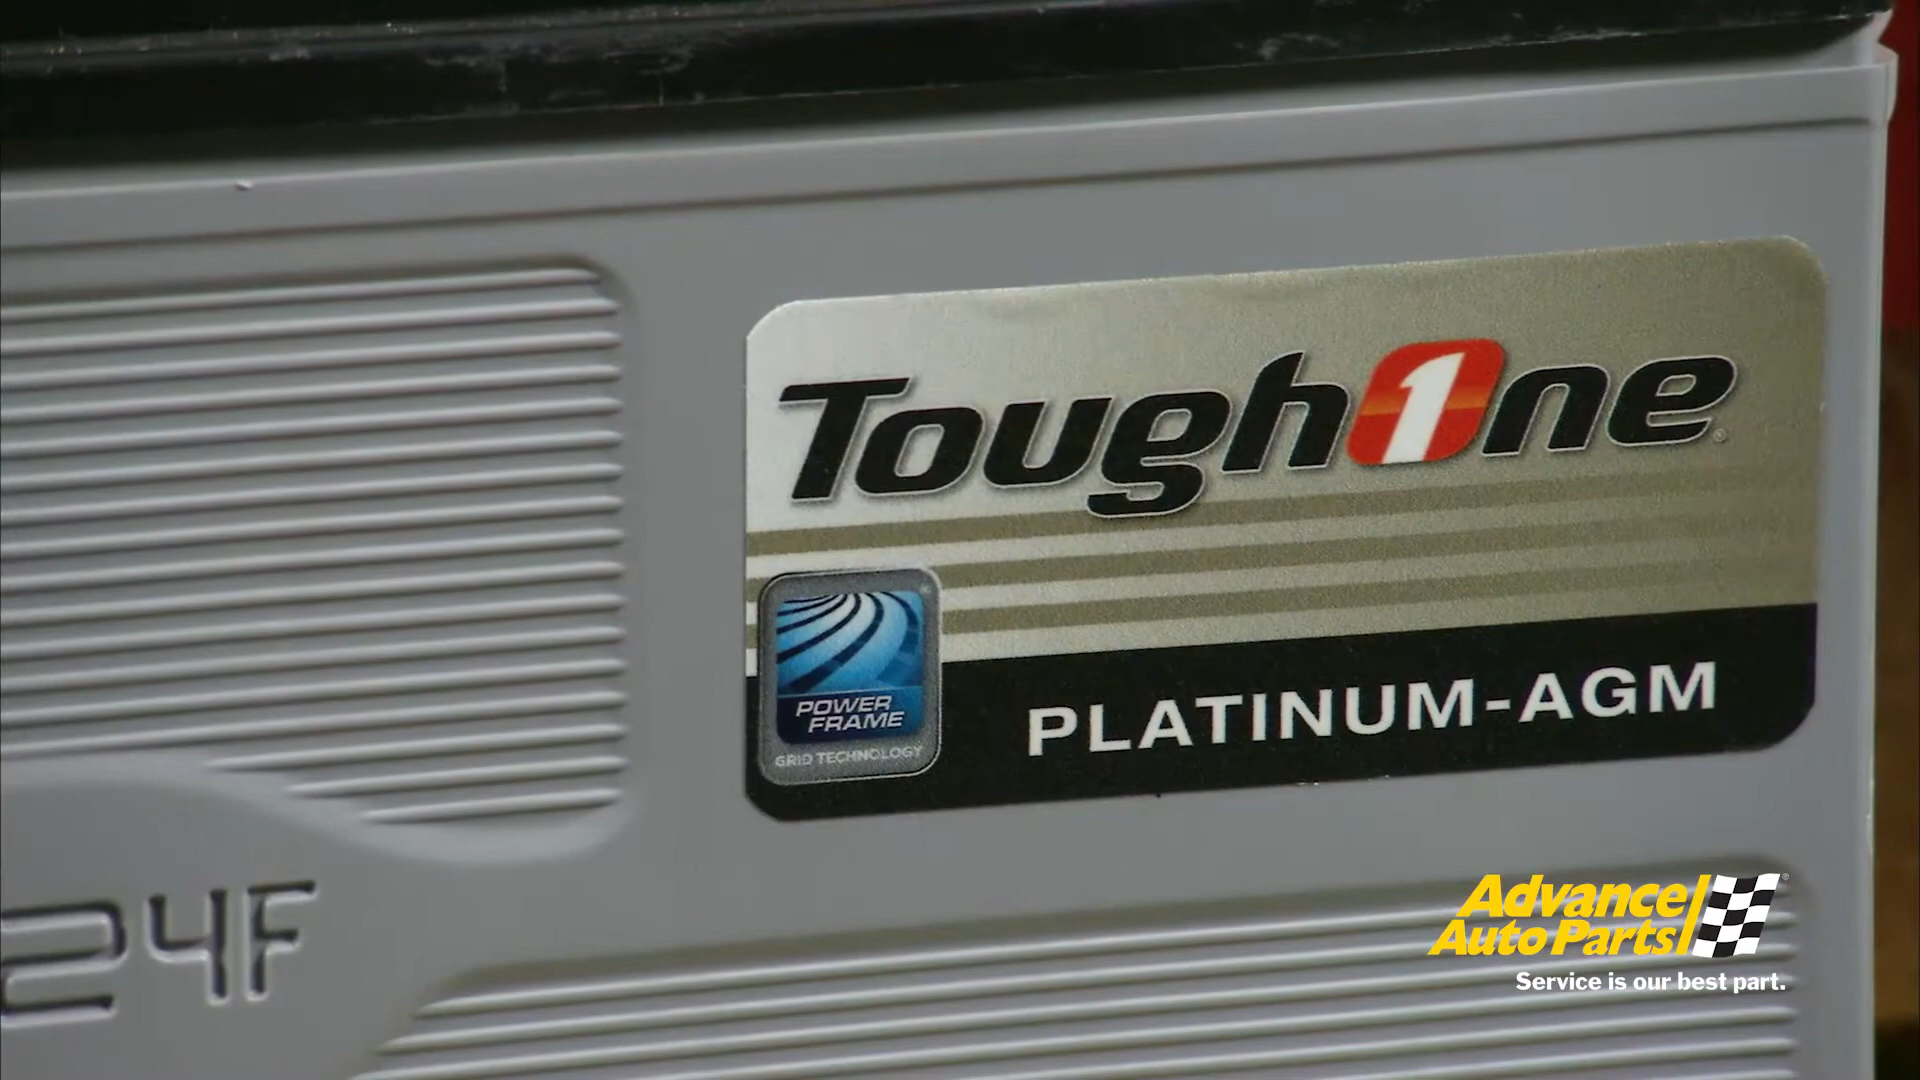 Tough1ne
POWER
FRAME
GRID TECHNOLOGY
PLATINUM-AGM
24F
Advance
Auto Parts
Service is our best part.